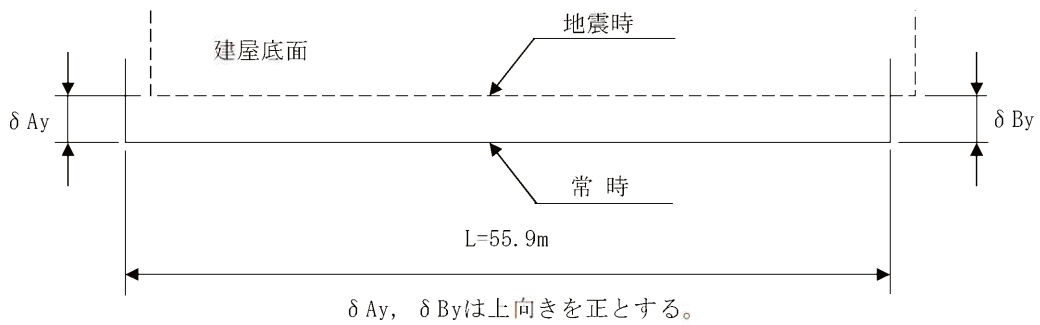 地震時
建屋底面
δAy
δBy
常 時
L=55.9m
δAy, δByは上向きを正とする。